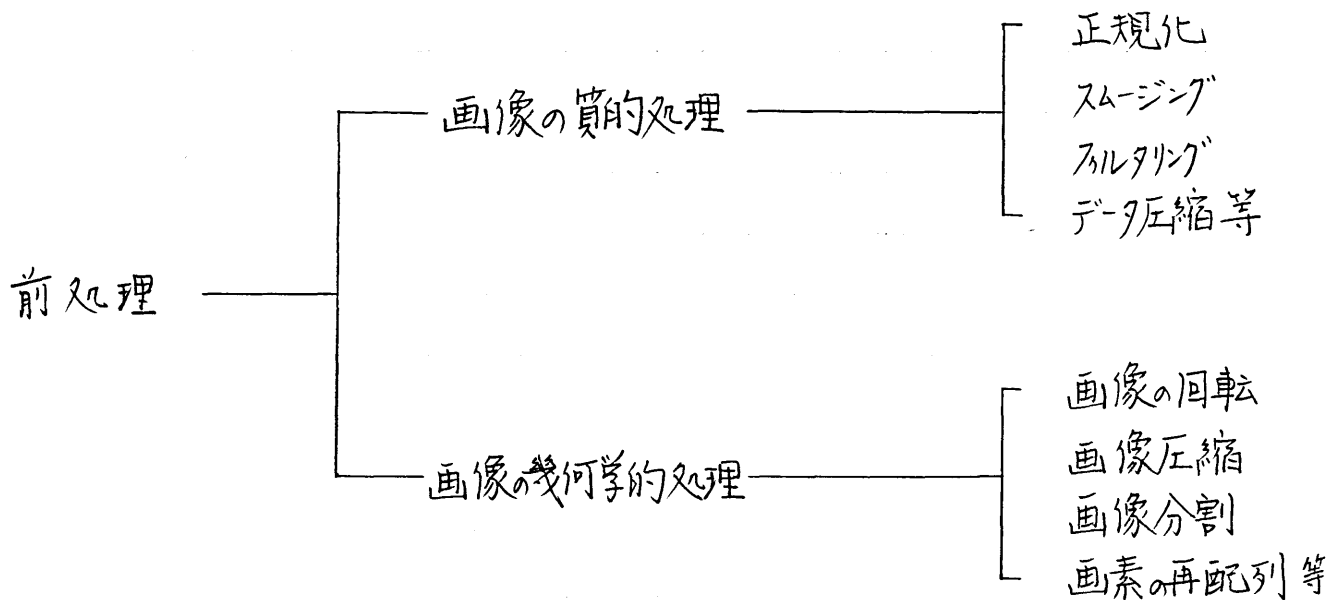 前処理
画像の質的処理
正規化
スムージング
フィルタリング
データ圧縮等
画像の幾何学的処理
画像の回転
画像圧縮
画像分割
画素の再配列等